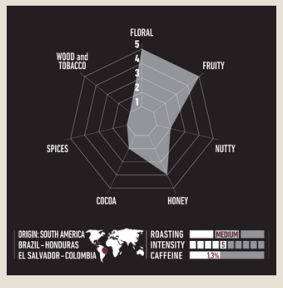 FLORAL
5
4
3
2
1
WOOD and
TOBACCO
FRUITY
SPICES
NUTTY
COCOA
HONEY
ORIGIN: SOUTH AMERICA
BRAZIL - HONDURAS
EL SALVADOR - COLOMBIA
ROASTING MEDIUM
INTENSITY 5
CAFFEINE 1.3%